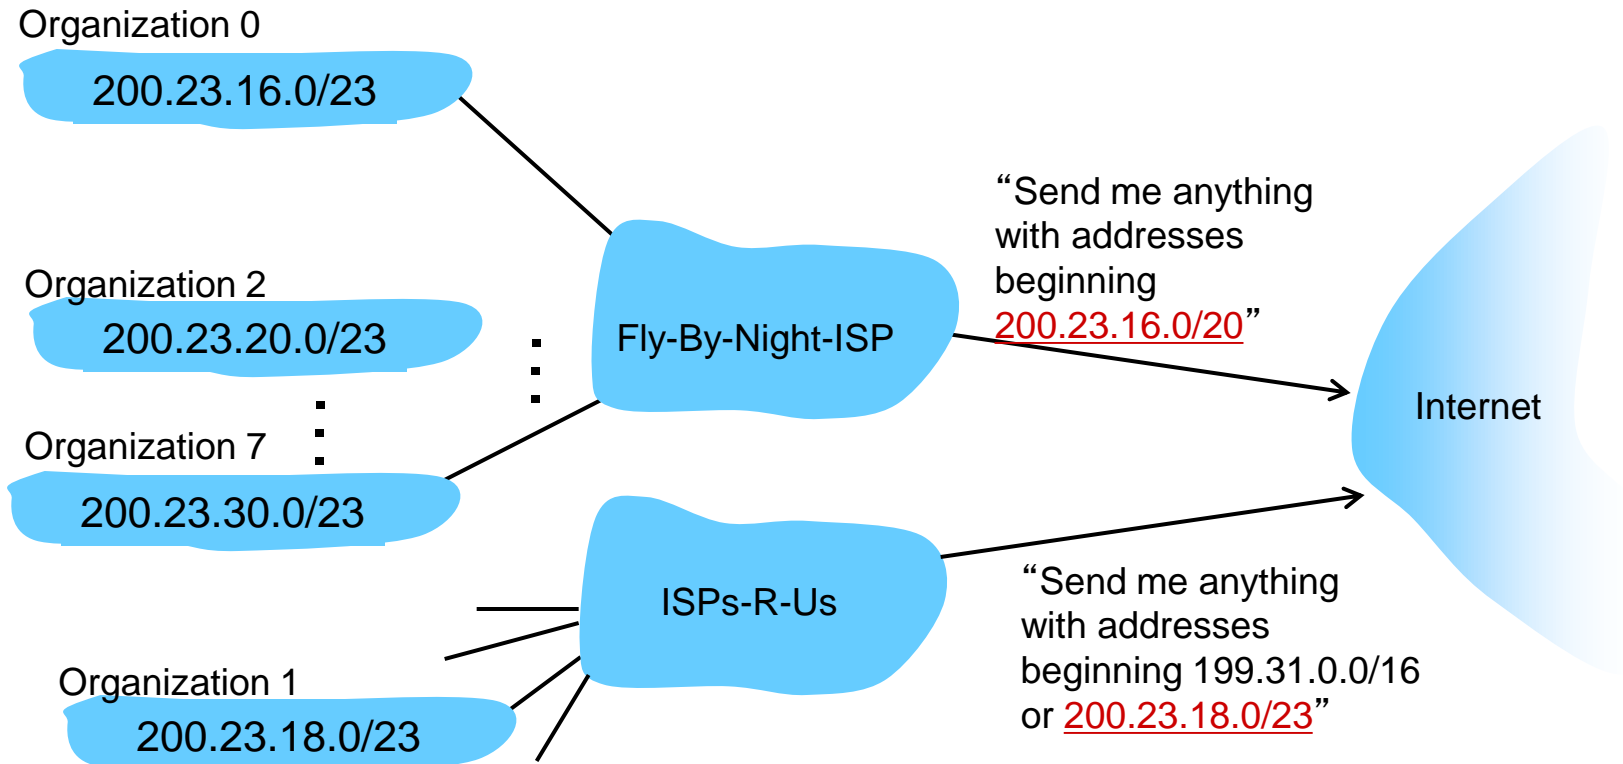 Organization 0
200.23.16.0/23
Organization 2
200.23.20.0/23
Organization 7
200.23.30.0/23
Fly-By-Night-ISP
“Send me anything
with addresses
beginning
200.23.16.0/20”
Internet
ISPs-R-Us
“Send me anything
with addresses
beginning 199.31.0.0/16
or 200.23.18.0/23”
Organization 1
200.23.18.0/23